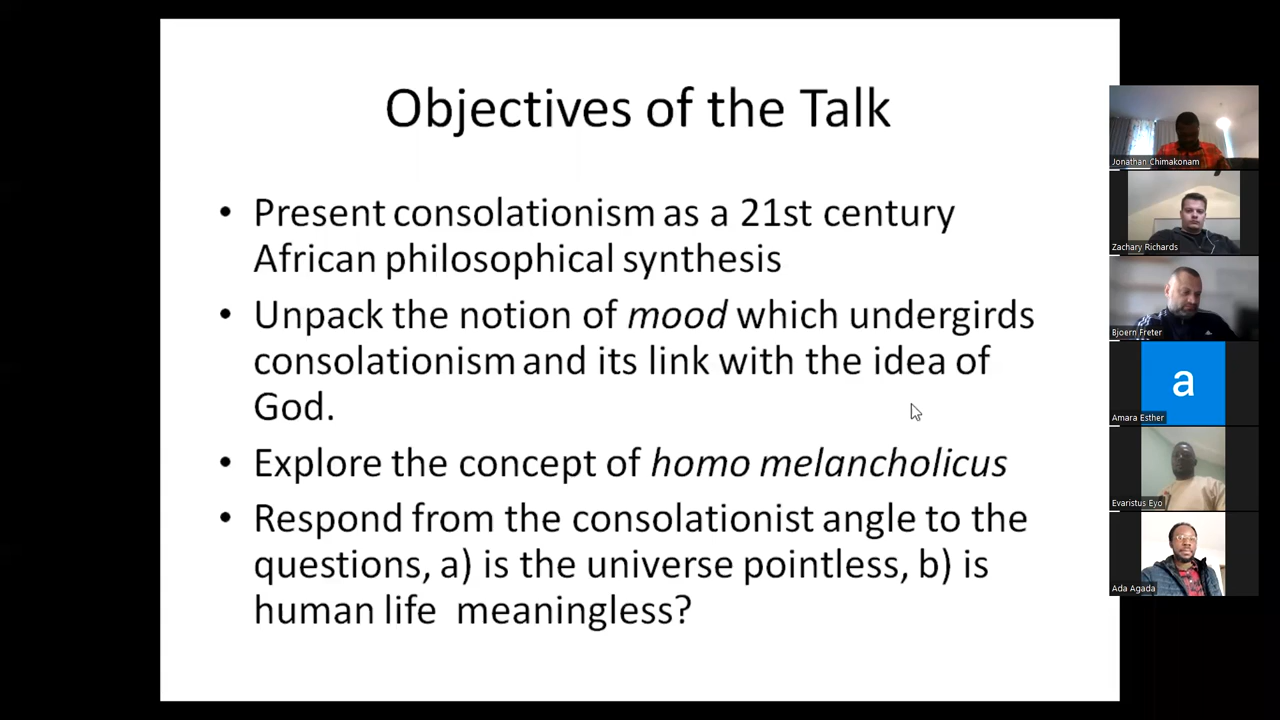 Objectives of the Talk
• Present consolationism as a 21st century
African philosophical synthesis
• Unpack the notion of mood which undergirds
consolationism and its link with the idea of
God.
• Explore the concept of homo melancholicus
• Respond from the consolationist angle to the
questions, a) is the universe pointless, b) is
human life  meaningless?
Jonathan Chimakonam
Zachary Richards
Bjoern Freter
a
Amara Esther
Evaristus Eyo
Ada Agada